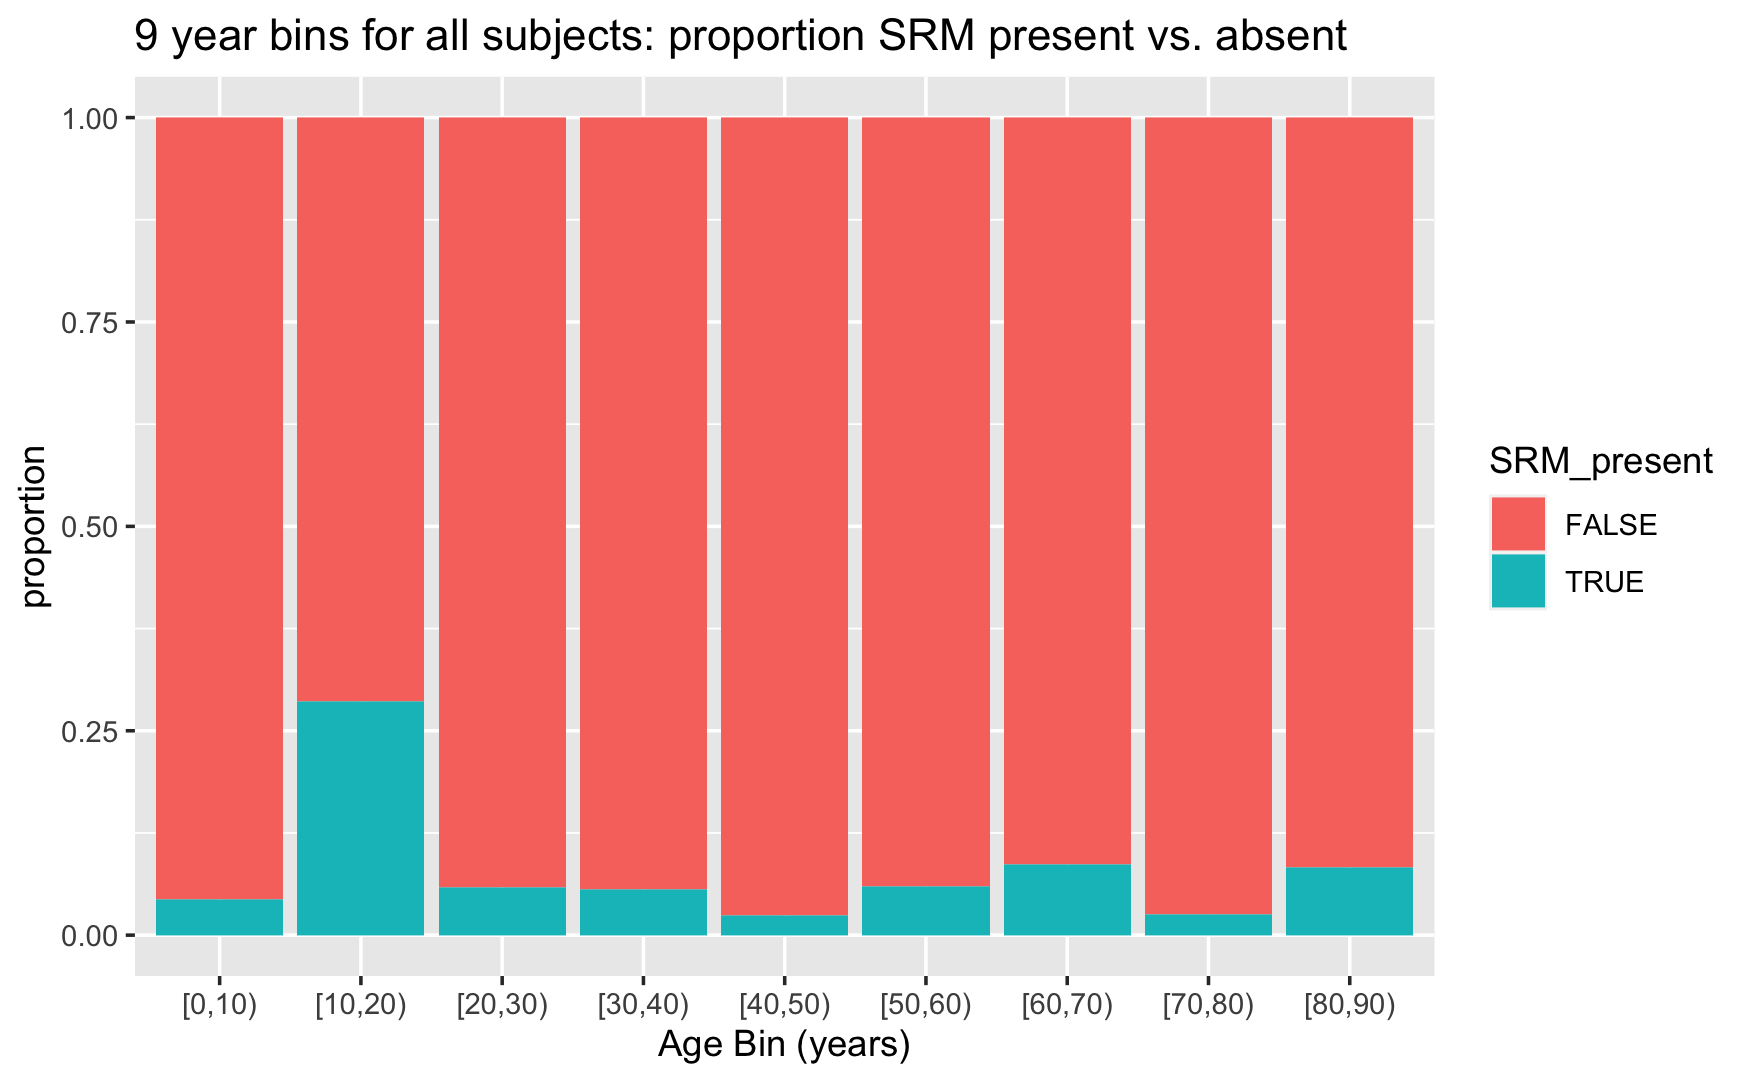 9 year bins for all subjects: proportion SRM present vs. absent
1.00
0.75
0.50
0.25
0.00
proportion
[0,10) [10,20) [20,30) [30,40) [40,50) [50,60) [60,70) [70,80) [80,90)
Age Bin (years)
SRM_present
FALSE
TRUE